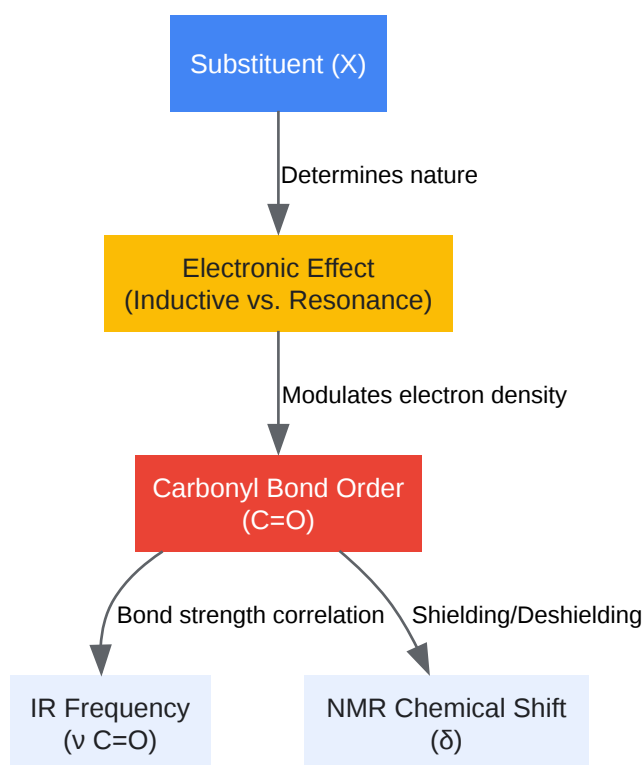 Substituent (X)
Determines nature
Electronic Effect
(Inductive vs. Resonance)
Modulates electron density
Carbonyl Bond Order
(C=O)
Bond strength correlation
Shielding/Deshielding
IR Frequency
(ν C=O)
NMR Chemical Shift
(δ)